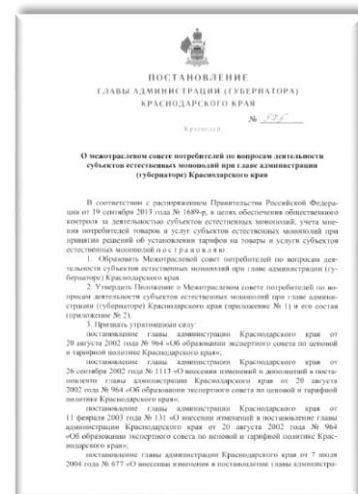 ПОСТАНОВЛЕНИЕ
ГЛАВЫ АДМИНИСТРАЦИИ (ГУБЕРНАТОРА)
КРАСНОДАРСКОГО КРАЯ
№
Краснодар
О межотраслевом совете потребителей по вопросам деятельности
субъектов естественных монополий при главе администрации
(губернаторе) Краснодарского края
В соответствии с распоряжением Правительства Российской Федера-
ции от 19 сентября 2013 года № 1689-р, в целях обеспечения общественного
контроля за деятельностью субъектов естественных монополий, учета мне-
ния потребителей товаров и услуг субъектов естественных монополий при
принятии решений об установлении тарифов на товары и услуги субъектов
естественных монополий п о с т а н о в л я ю:
1. Образовать Межотраслевой совет потребителей по вопросам дея-
тельности субъектов естественных монополий при главе администрации (гу-
бернаторе) Краснодарского края.
2. Утвердить Положение о Межотраслевом совете потребителей по во-
просам деятельности субъектов естественных монополий при главе админи-
страции (губернаторе) Краснодарского края (приложение № 1) и его состав
(приложение № 2).
3. Признать утратившими силу:
постановление главы администрации Краснодарского края от
20 августа 2002 года № 964 «Об образовании экспертного совета по ценовой
и тарифной политике Краснодарского края»;
постановление главы администрации Краснодарского края от
26 сентября 2002 года № 1113 «О внесении изменений и дополнений в поста-
новление главы администрации Краснодарского края от 20 августа
2002 года № 964 «Об образовании экспертного совета по ценовой и тарифной
политике Краснодарского края»;
постановление главы администрации Краснодарского края от
11 февраля 2003 года № 131 «О внесении изменений в постановление главы
администрации Краснодарского края от 20 августа 2002 года № 964
«Об образовании экспертного совета по ценовой и тарифной политике Крас-
нодарского края»;
постановление главы администрации Краснодарского края от 7 июля
2004 года № 677 «О внесении изменения в постановление главы администра-